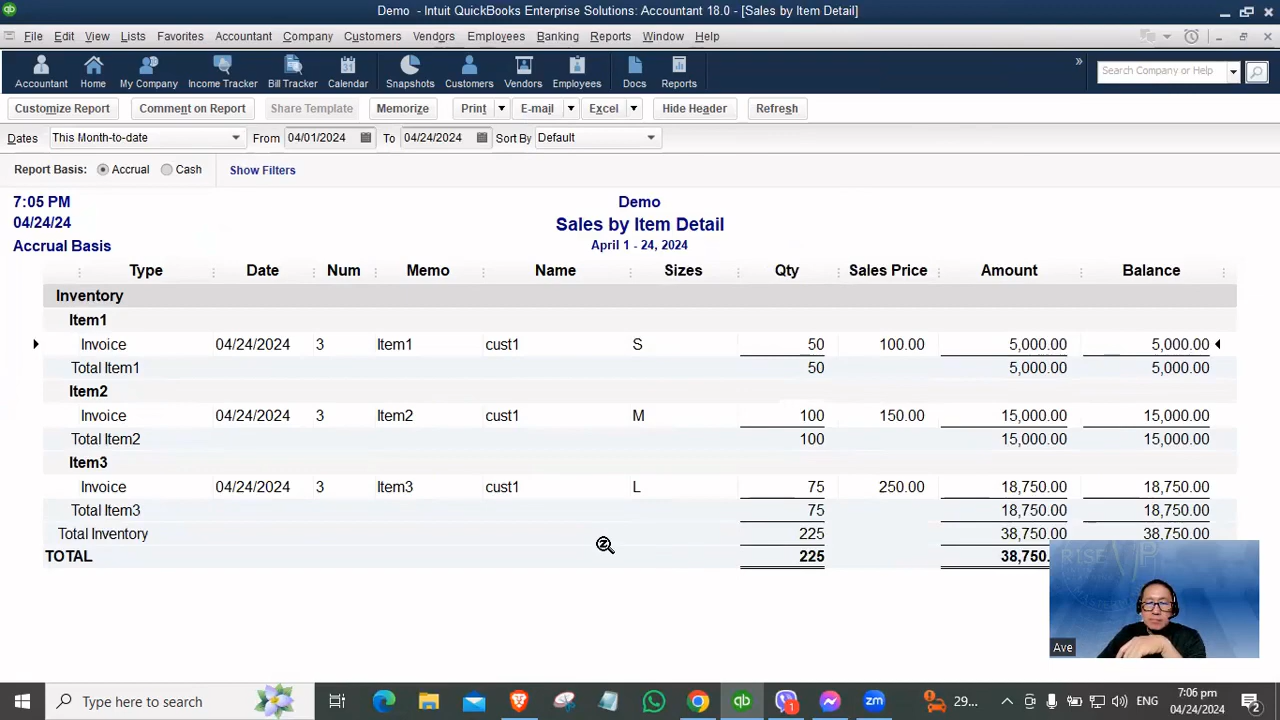 Demo - Intuit QuickBooks Enterprise Solutions: Accountant 18.0 - [Sales by Item Detail]
File Edit View Lists Favorites Accountant Company Customers Vendors Employees Banking Reports Window Help
Accountant Home My Company Income Tracker Bill Tracker Calendar Snapshots Customers Vendors Employees Docs Reports » Search Company or Help
Customize Report Comment on Report Share Template Memorize Print E-mail Excel Hide Header Refresh
Dates This Month-to-date From 04/01/2024 To 04/24/2024 Sort By Default
Report Basis: Accrual Cash Show Filters
7:05 PM Demo
04/24/24 Sales by Item Detail
Accrual Basis April 1 - 24, 2024
Type Date Num Memo Name Sizes Qty Sales Price Amount Balance
Inventory
Item1
Invoice 04/24/2024 3 Item1 cust1 S 50 100.00 5,000.00 5,000.00
Total Item1 50 5,000.00 5,000.00
Item2
Invoice 04/24/2024 3 Item2 cust1 M 100 150.00 15,000.00 15,000.00
Total Item2 100 15,000.00 15,000.00
Item3
Invoice 04/24/2024 3 Item3 cust1 L 75 250.00 18,750.00 18,750.00
Total Item3 75 18,750.00 18,750.00
Total Inventory 225 38,750.00 38,750.00
TOTAL 225 38,750.
Ave
Type here to search 29... ENG 7:06 pm
04/24/2024